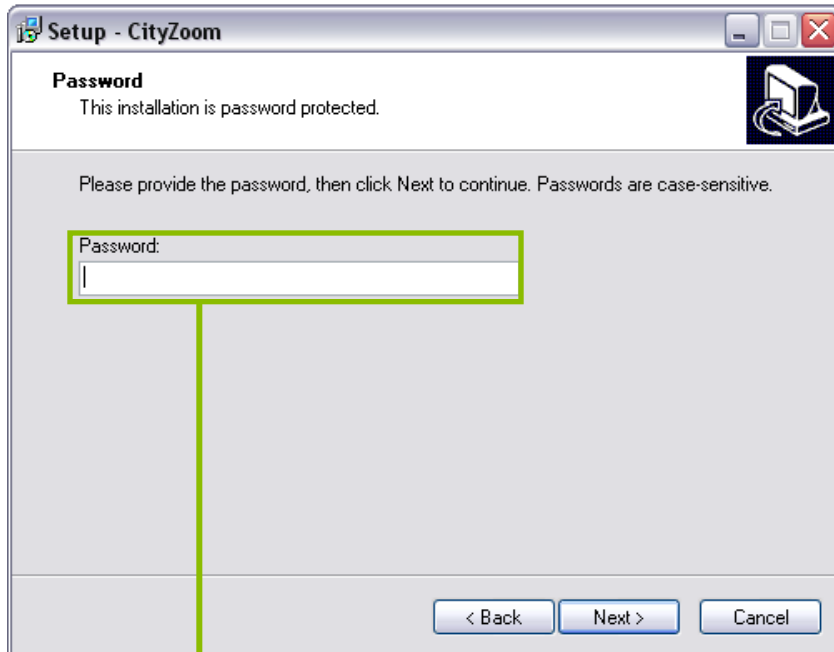 Setup - CityZoom
Password
This installation is password protected.
Please provide the password, then click Next to continue. Passwords are case-sensitive.
Password:
< Back Next > Cancel